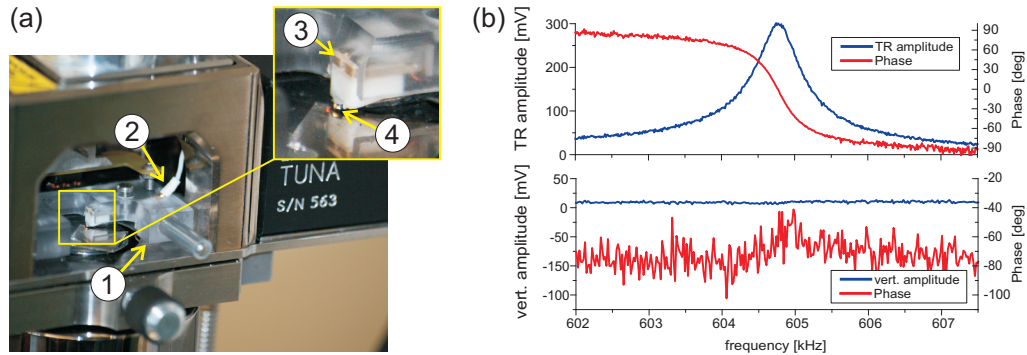 (a)
3
4
2
1
TUNA
S/N 563
(b)
TR amplitude [mV]
300
200
100
0
TR amplitude
Phase
90
60
30
0
-30
-60
-90
Phase [deg]
vert. amplitude [mV]
50
0
-50
-100
-150
-100
vert. amplitude
Phase
-20
-40
-60
-80
-100
Phase [deg]
602
603
604
605
606
607
frequency [kHz]